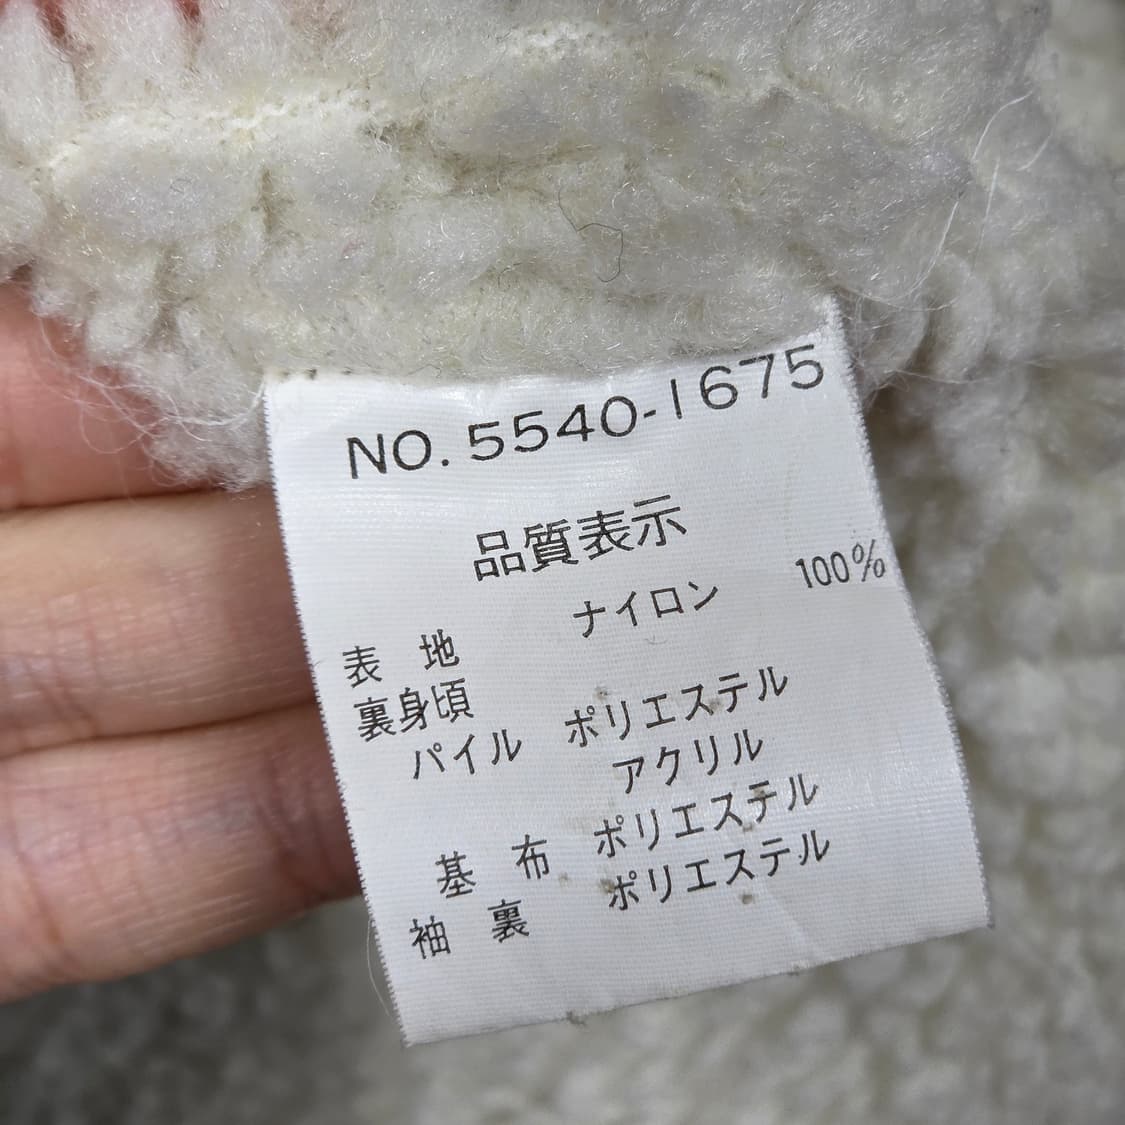 NO. 5540-1675
品質表示
表 地 ナイロン 100%
裏身頃
パイル ポリエステル
アクリル
基 布 ポリエステル
袖 裏 ポリエステル